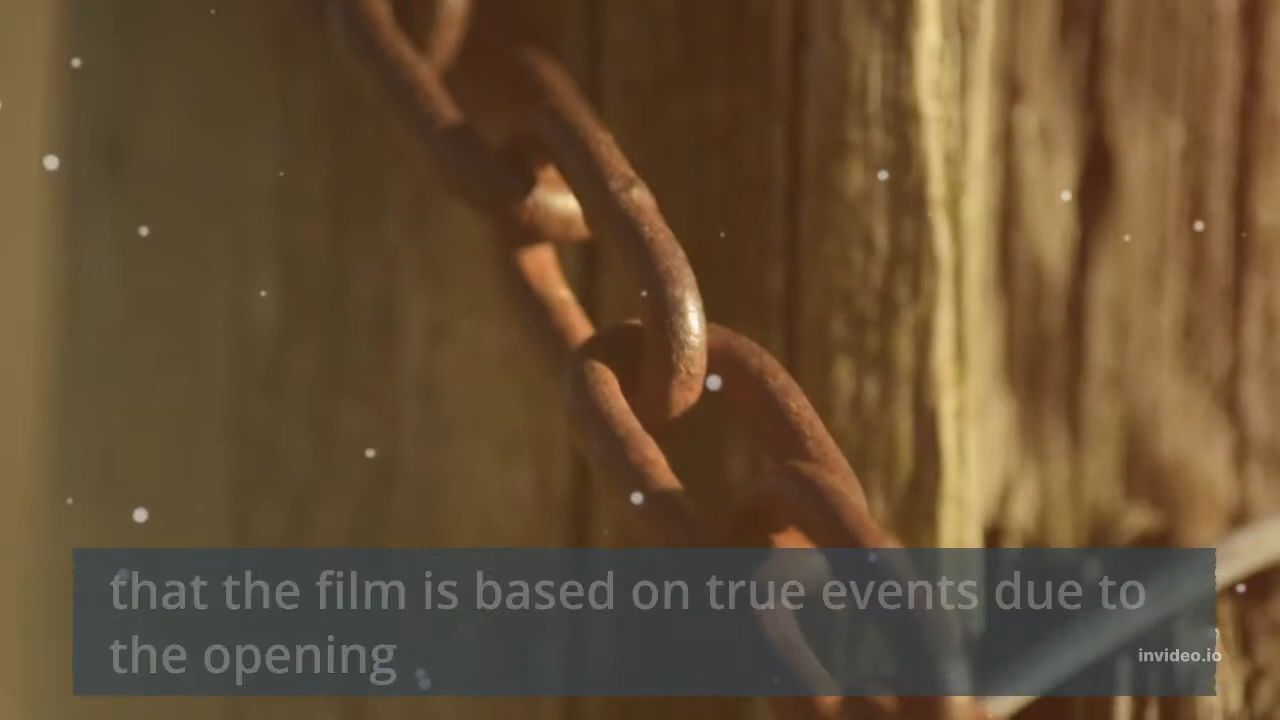 that the film is based on true events due to
the opening
invideo.io